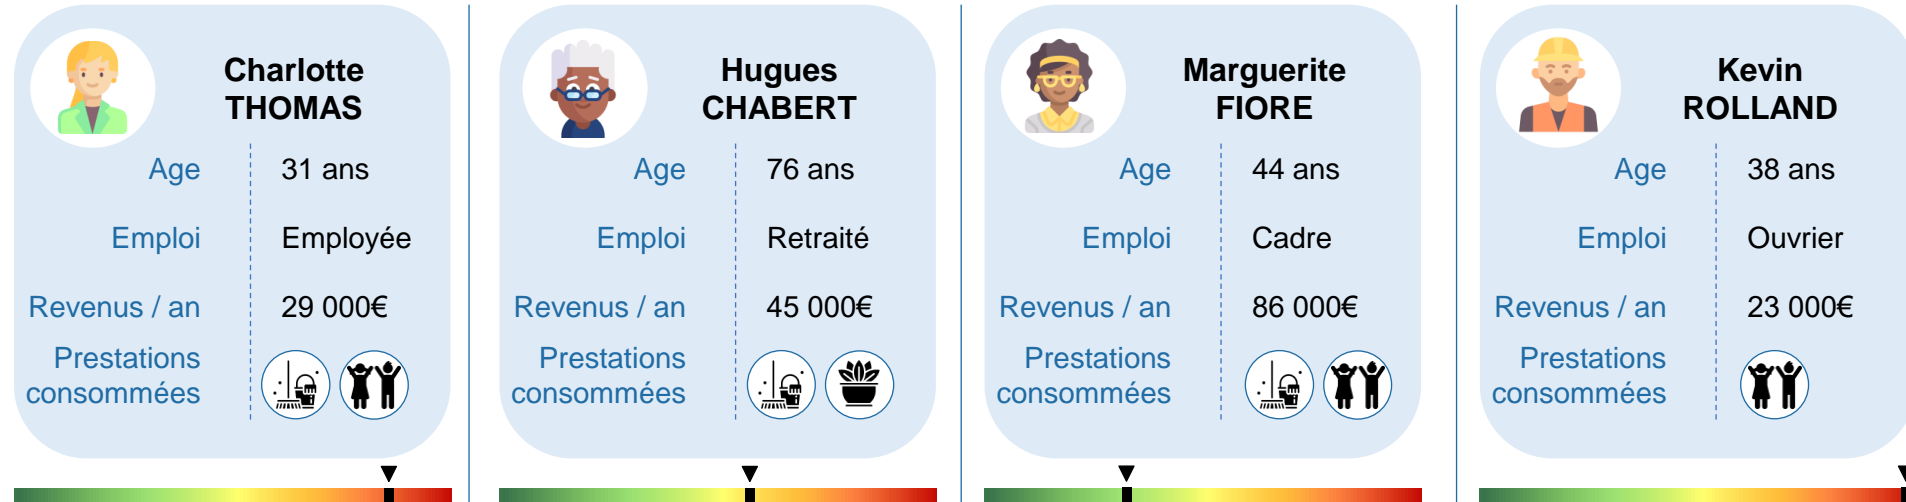 Charlotte
THOMAS
Age
31 ans
Emploi
Employée
Revenus / an
29 000€
Prestations
consommées
Hugues
CHABERT
Age
76 ans
Emploi
Retraité
Revenus / an
45 000€
Prestations
consommées
Marguerite
FIORE
Age
44 ans
Emploi
Cadre
Revenus / an
86 000€
Prestations
consommées
Kevin
ROLLAND
Age
38 ans
Emploi
Ouvrier
Revenus / an
23 000€
Prestations
consommées